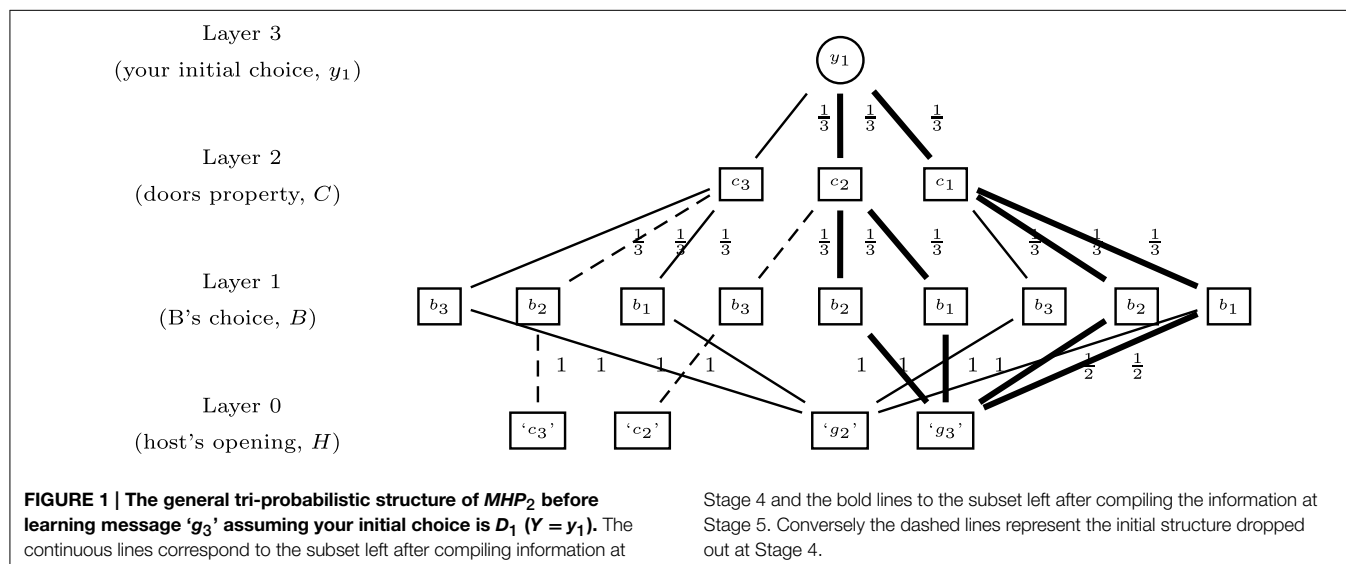 Layer 3
(your initial choice, y₁)
y₁
1/3 1/3 1/3
Layer 2
(doors property, C)
c₃ c₂ c₁
1/3 1/3 1/3 1/3 1/3 1/3 1/3 1/3 1/3
Layer 1
(B's choice, B)
b₃ b₂ b₁ b₃ b₂ b₁ b₃ b₂ b₁
1 1 1 1 1 1 1 1 1/2 1/2
Layer 0
(host's opening, H)
‘c₃’ ‘c₂’ ‘g₂’ ‘g₃’
FIGURE 1 | The general tri-probabilistic structure of MHP₂ before
learning message ‘g₃’ assuming your initial choice is D₁ (Y = y₁). The
continuous lines correspond to the subset left after compiling information at
Stage 4 and the bold lines to the subset left after compiling the information at
Stage 5. Conversely the dashed lines represent the initial structure dropped
out at Stage 4.